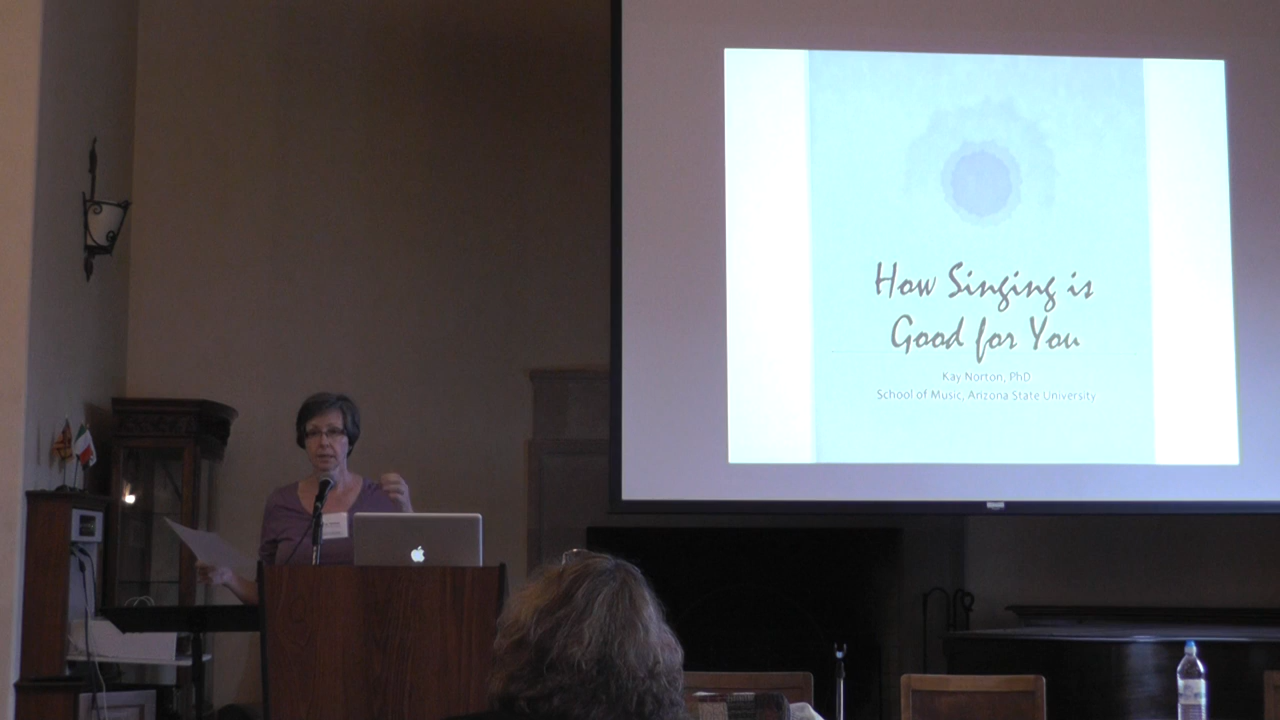 How Singing is
Good for You
Kay Norton, PhD
School of Music, Arizona State University